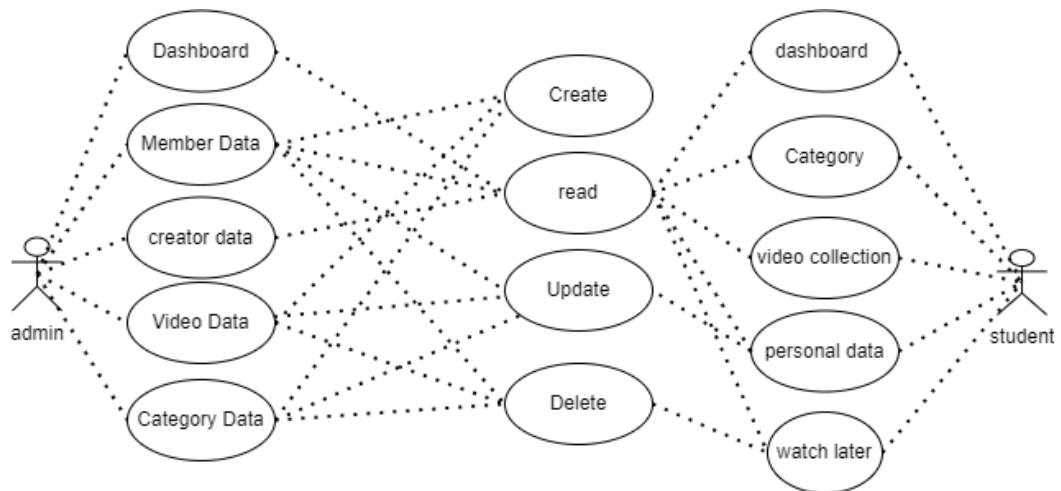 Dashboard
Member Data
creator data
Video Data
Category Data
admin
Create
read
Update
Delete
dashboard
Category
video collection
personal data
watch later
student